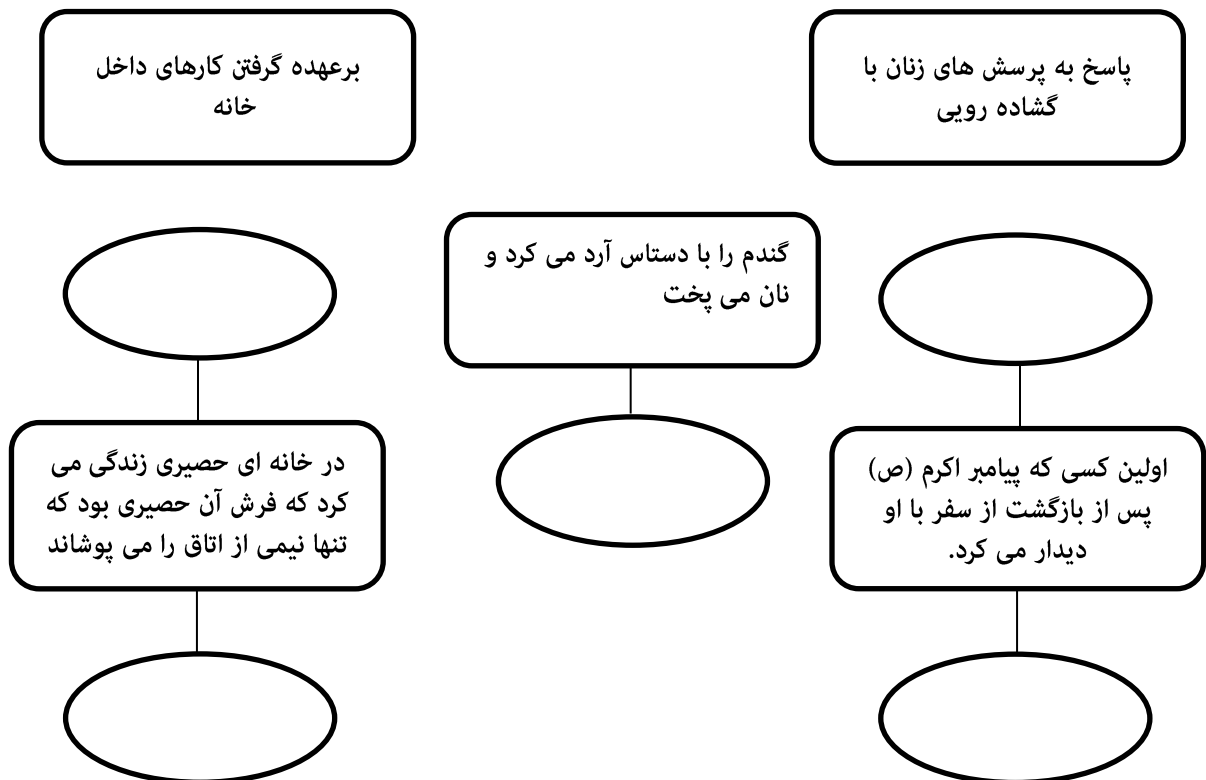 پاسخ به پرسش های زنان با
گشاده رویی
برعهده گرفتن کارهای داخل
خانه
گندم را با دستاس آرد می کرد و
نان می پخت
اولین کسی که پیامبر اکرم (ص)
پس از بازگشت از سفر با او
دیدار می کرد.
در خانه ای حصیری زندگی می
کرد که فرش آن حصیری بود که
تنها نیمی از اتاق را می پوشاند